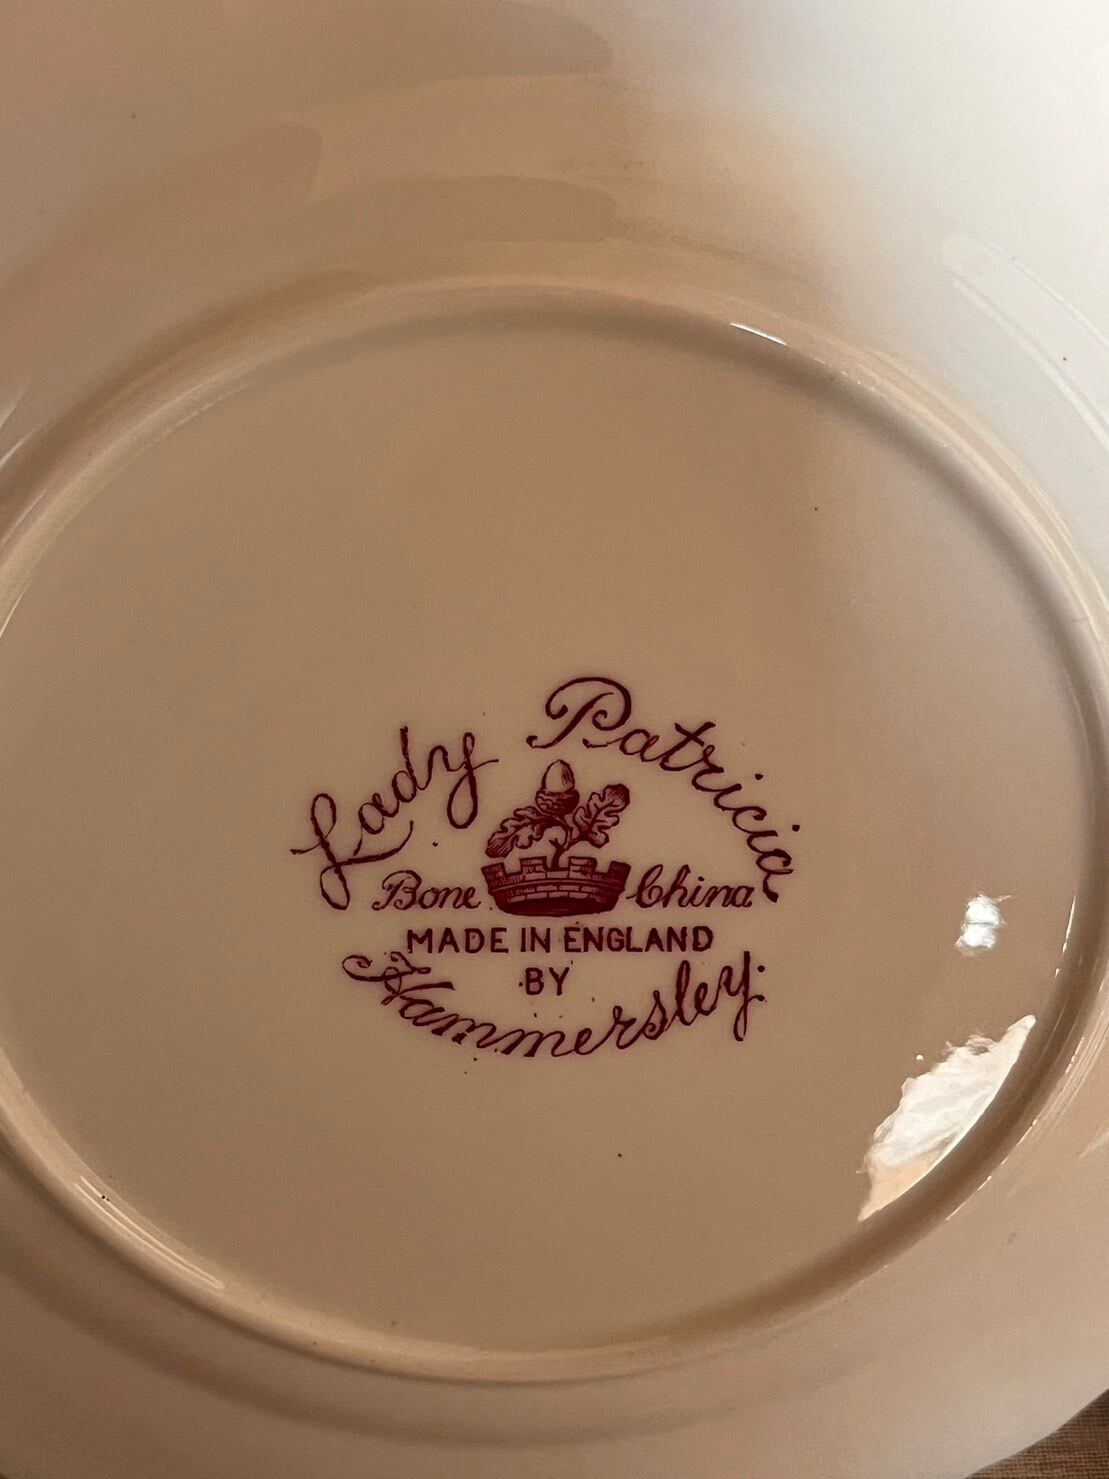 Lady Patricia
Bone China
MADE IN ENGLAND
BY
Hammersley.